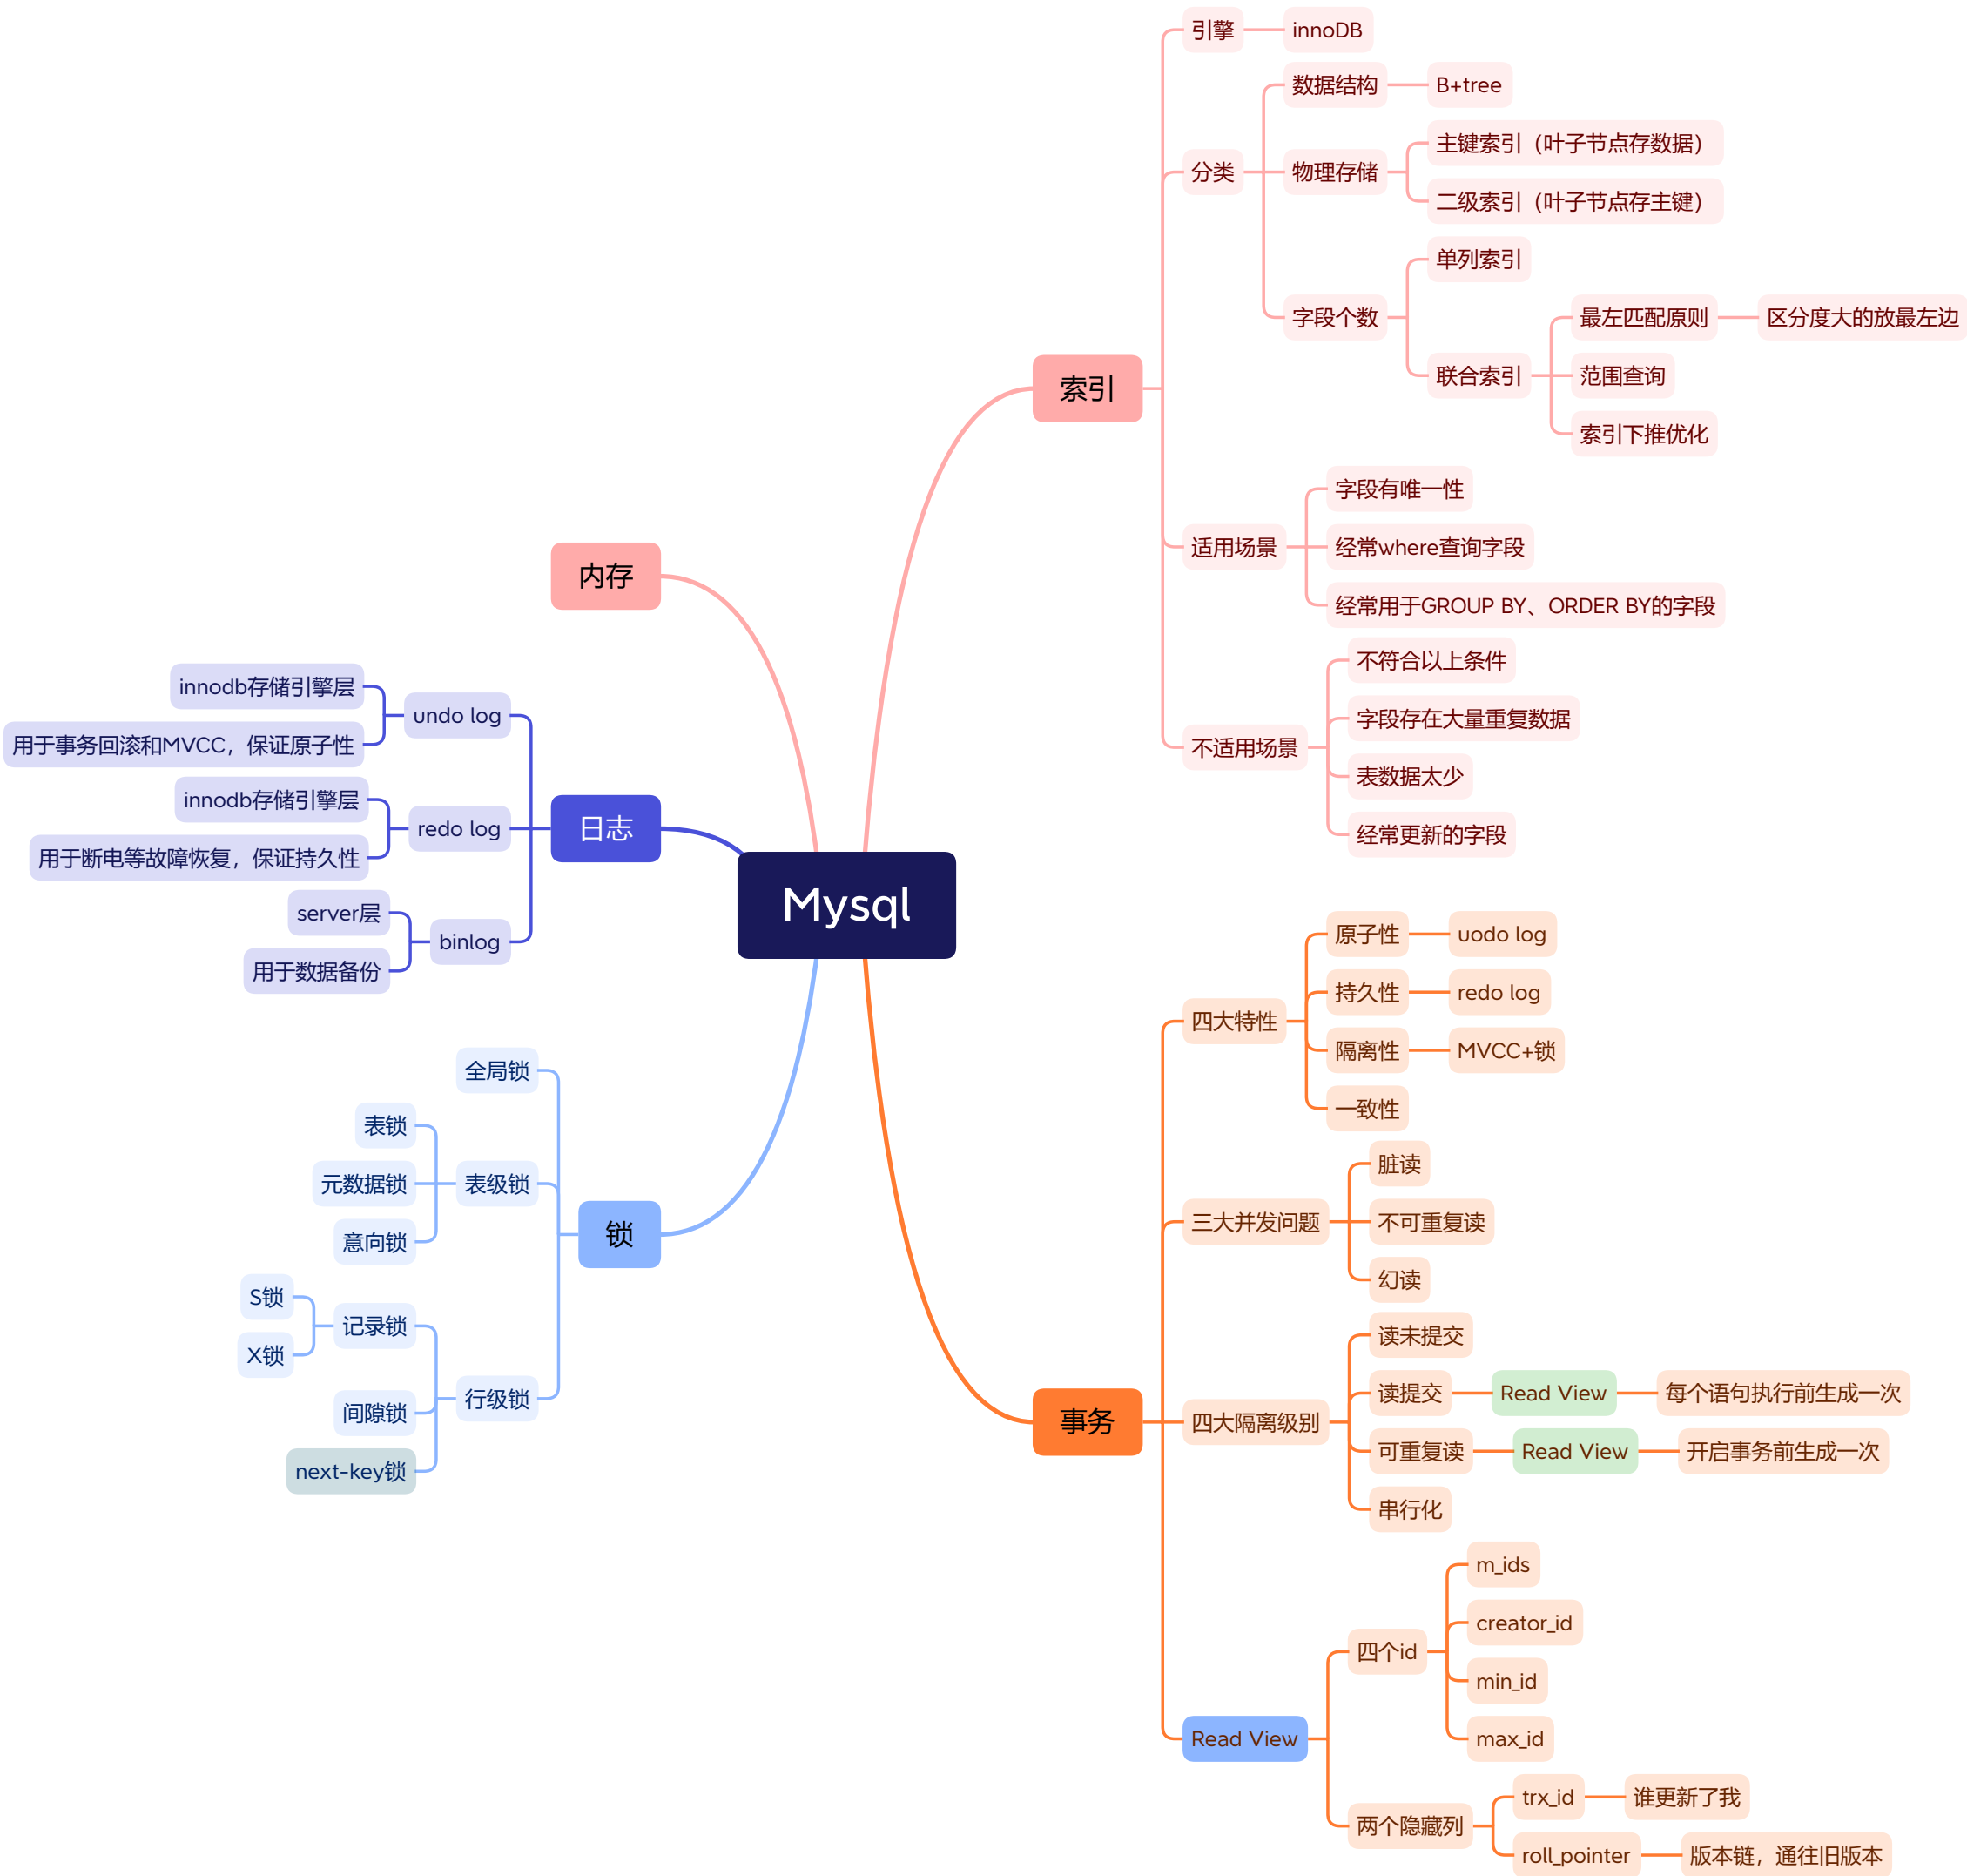 Mysql
索引
引擎
innoDB
分类
数据结构
B+tree
物理存储
主键索引（叶子节点存数据）
二级索引（叶子节点存主键）
字段个数
单列索引
联合索引
最左匹配原则
区分度大的放最左边
范围查询
索引下推优化
适用场景
字段有唯一性
经常where查询字段
经常用于GROUP BY、ORDER BY的字段
不适用场景
不符合以上条件
字段存在大量重复数据
表数据太少
经常更新的字段
事务
四大特性
原子性
uodo log
持久性
redo log
隔离性
MVCC+锁
一致性
三大并发问题
脏读
不可重复读
幻读
四大隔离级别
读未提交
读提交
Read View
每个语句执行前生成一次
可重复读
Read View
开启事务前生成一次
串行化
Read View
四个id
m_ids
creator_id
min_id
max_id
两个隐藏列
trx_id
谁更新了我
roll_pointer
版本链，通往旧版本
内存
日志
undo log
innodb存储引擎层
用于事务回滚和MVCC，保证原子性
redo log
innodb存储引擎层
用于断电等故障恢复，保证持久性
binlog
server层
用于数据备份
锁
全局锁
表级锁
表锁
元数据锁
意向锁
行级锁
记录锁
S锁
X锁
间隙锁
next-key锁